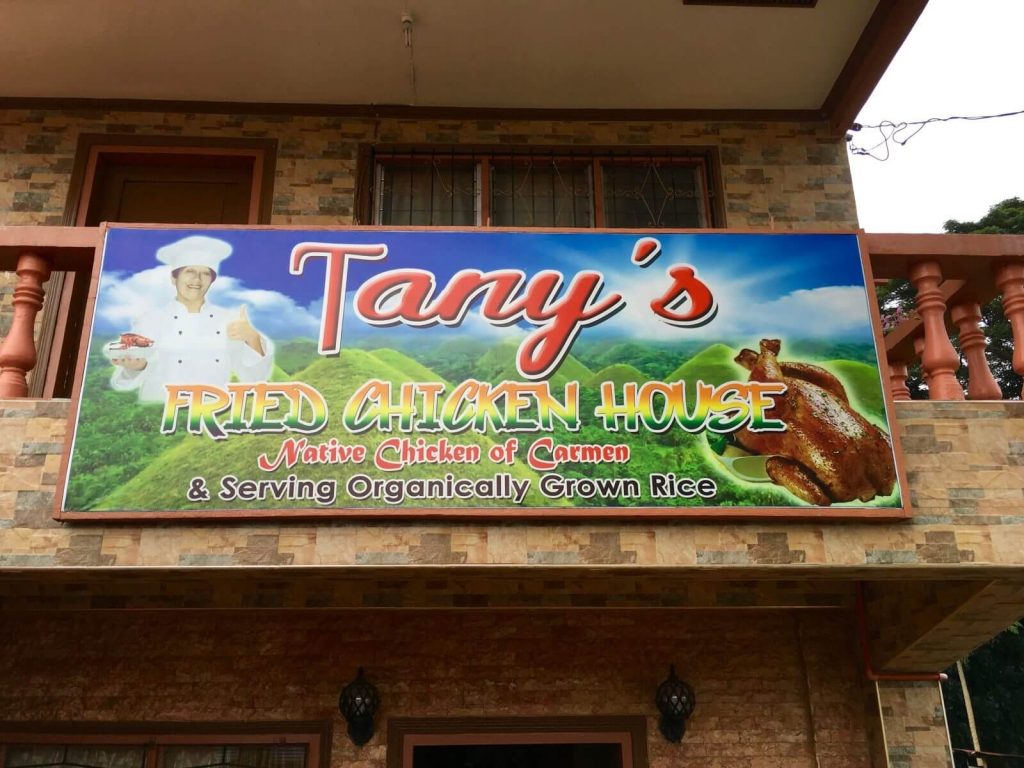 Tany's
FRIED CHICKEN HOUSE
Native Chicken of Carmen
& Serving Organically Grown Rice